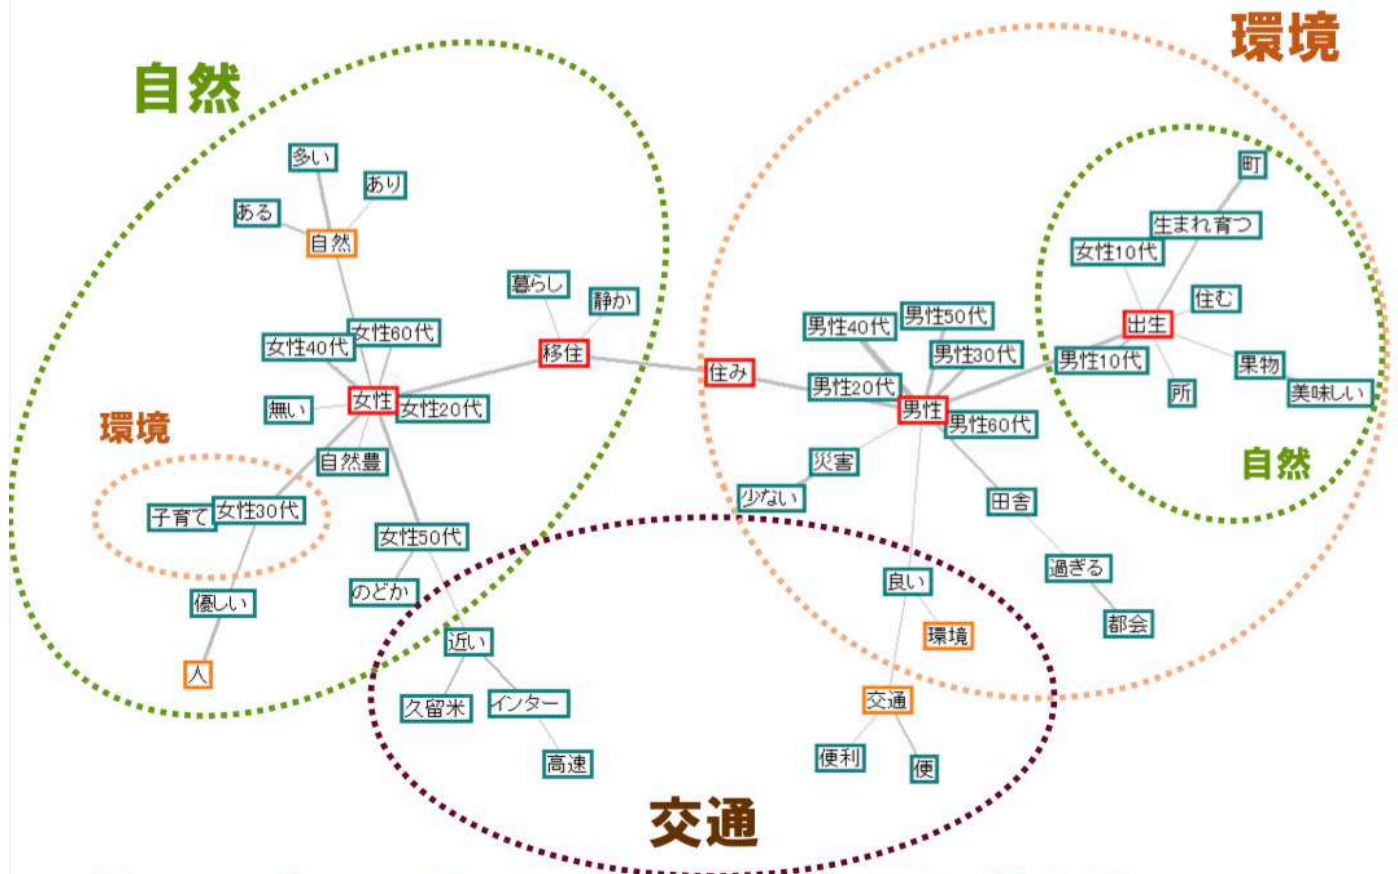 環境
自然
多い
あり
ある
自然
町
生まれ育つ
女性10代
住む
出生
男性10代
果物
美味しい
所
自然
暮らし
静か
移住
住み
男性40代
男性50代
男性30代
男性20代
男性
男性60代
災害
少ない
田舎
過ぎる
都会
良い
環境
交通
便利
便
女性60代
女性40代
女性
女性20代
無い
自然豊
環境
子育て
女性30代
優しい
人
女性50代
のどか
近い
久留米
インター
高速
交通